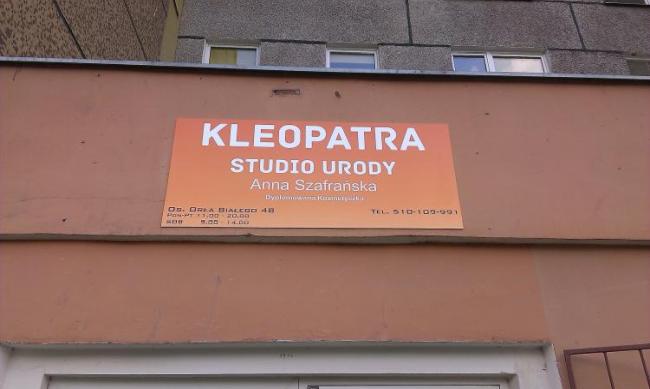 KLEOPATRA
STUDIO URODY
Anna Szafrańska
Dyplomowana Kosmetyczka
Os. Orła Białego 48
Pon-Pt 11.00 - 20.00
Sob 9.00 - 14.00
Tel. 510-109-991